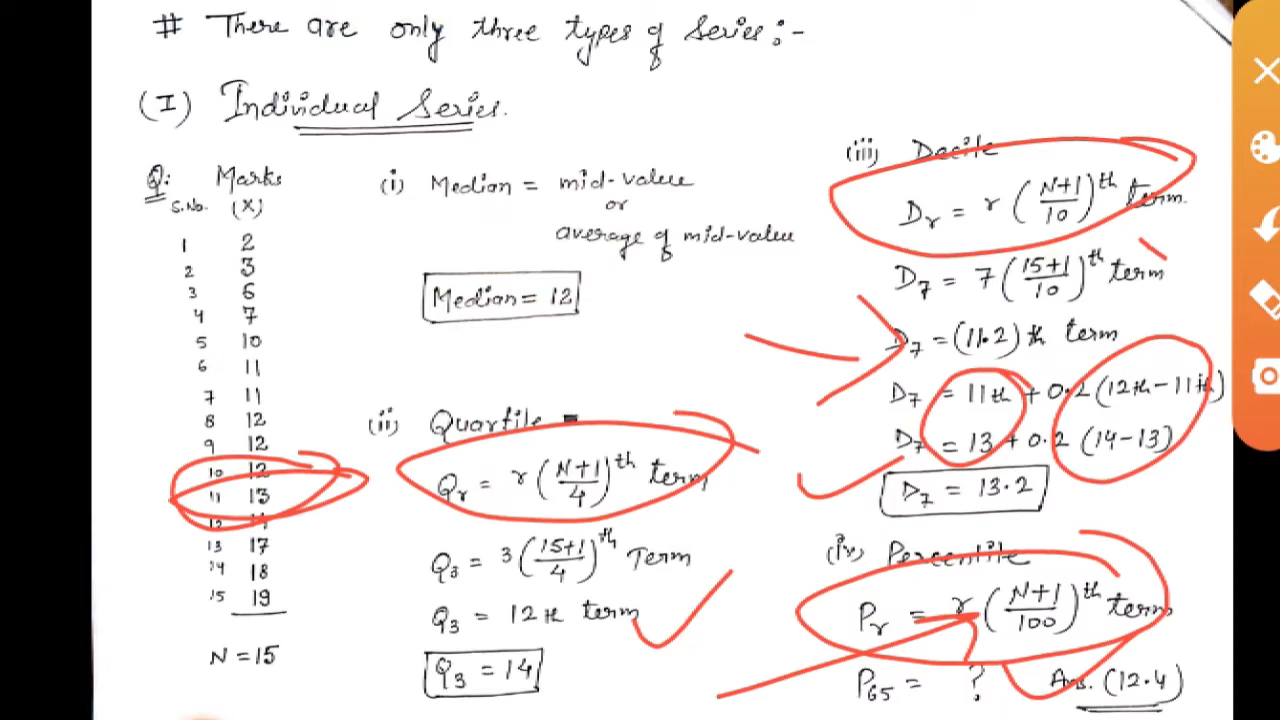 # There are only three types of Series:-
(I) Individual Series.
Q: Marks
S.No. (X)
1 2
2 3
3 6
4 7
5 10
6 11
7 11
8 12
9 12
10 12
11 13
12
13 17
14 18
15 19
N = 15
(i) Median = mid-value
or
average of mid-value
Median = 12
(ii) Quartile =
Qr = r (N+1/4)th term
Q3 = 3 (15+1/4)th Term
Q3 = 12th term
Q3 = 14
(iii) Decile
Dr = r (N+1/10)th term.
D7 = 7 (15+1/10)th term
D7 = (11.2)th term
D7 = 11th + 0.2 (12th - 11th)
D7 = 13 + 0.2 (14-13)
D7 = 13.2
(iv) Percentile
Pr = r (N+1/100)th term
P65 = ? Ans. (12.4)